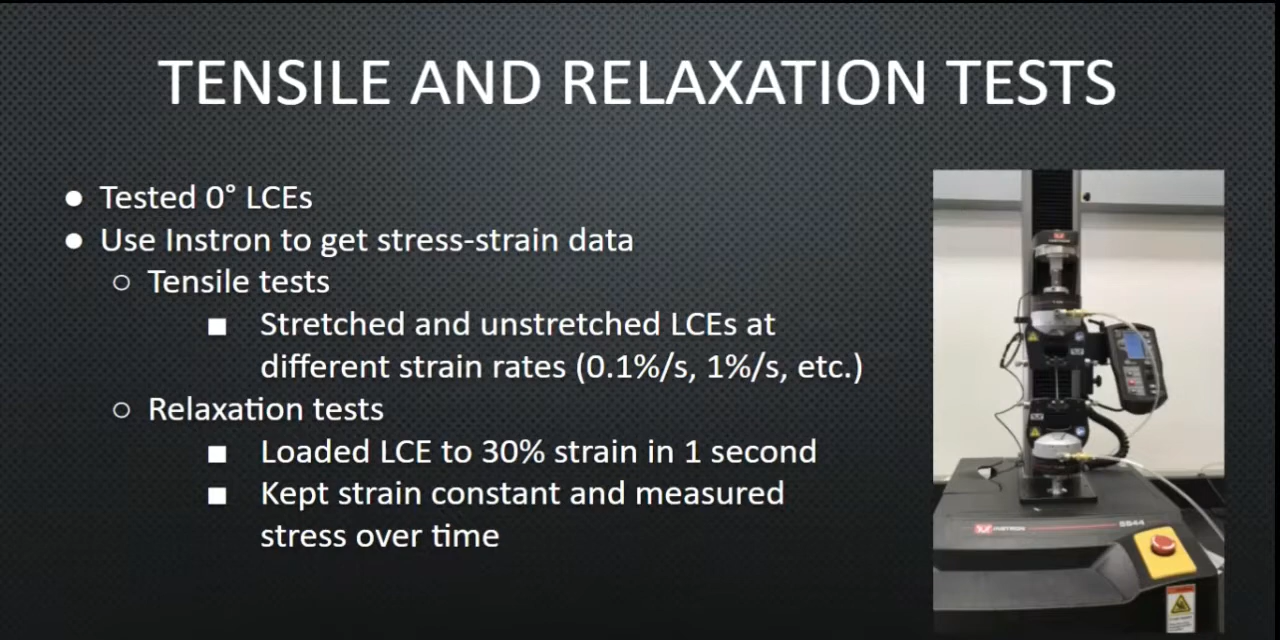 TENSILE AND RELAXATION TESTS
● Tested 0° LCEs
● Use Instron to get stress-strain data
○ Tensile tests
■ Stretched and unstretched LCEs at
different strain rates (0.1%/s, 1%/s, etc.)
○ Relaxation tests
■ Loaded LCE to 30% strain in 1 second
■ Kept strain constant and measured
stress over time
INSTRON
5944